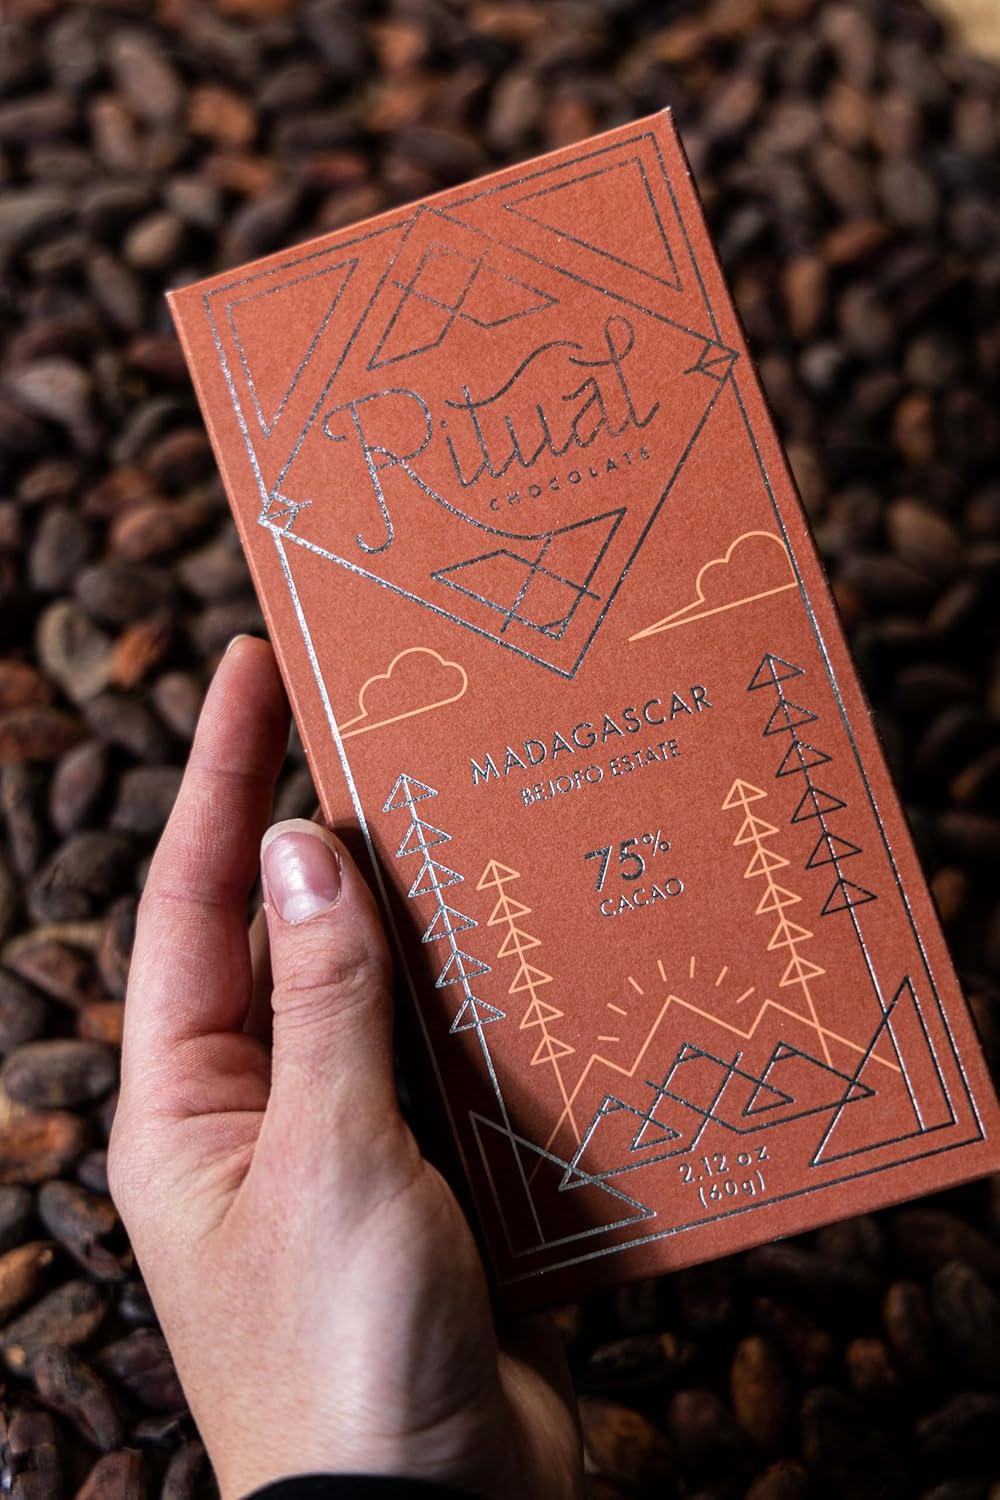 Ritual
CHOCOLATE
MADAGASCAR
BEJOFO ESTATE
75%
CACAO
2.12 oz
(60g)